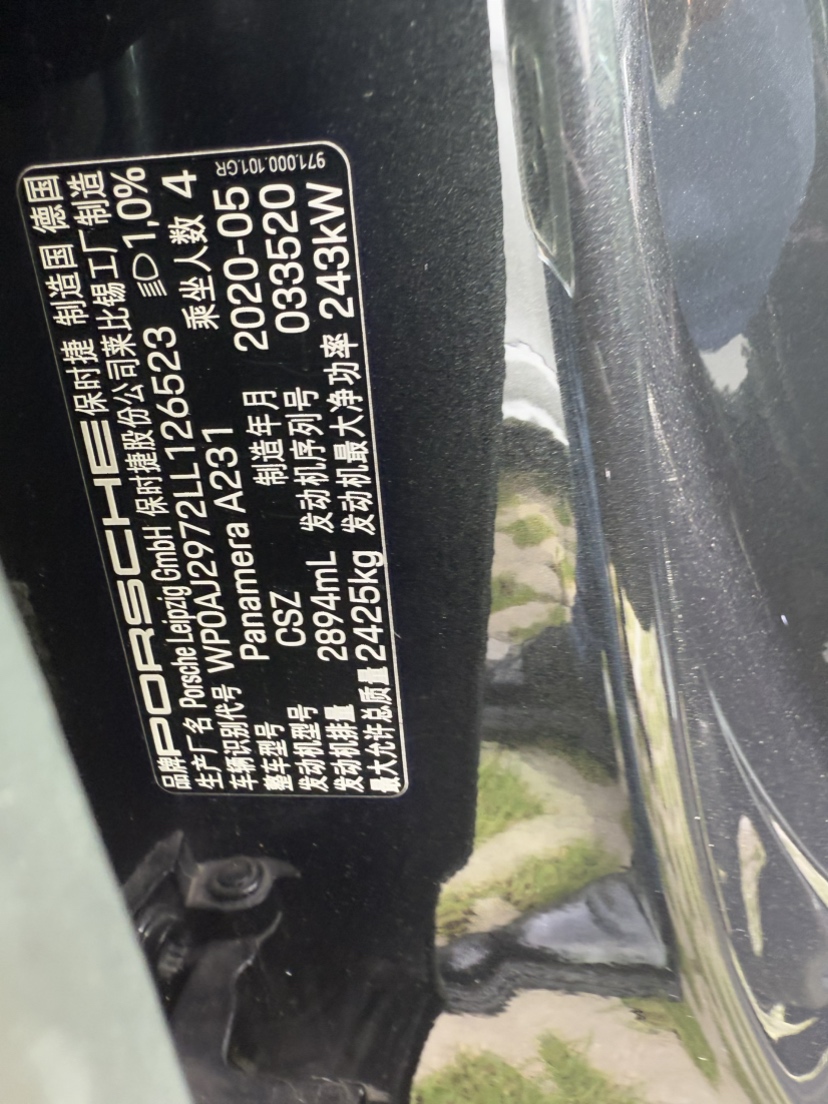 品牌 PORSCHE 保时捷 制造国 德国
生产厂名 Porsche Leipzig GmbH 保时捷股份公司莱比锡工厂制造
车辆识别代号 WP0AJ2972LL126523 1,0%
整车型号 Panamera A231 乘坐人数 4
发动机型号 CSZ 制造年月 2020-05
发动机排量 2894mL 发动机序列号 033520
最大允许总质量 2425kg 发动机最大净功率 243kW
971.000.101.GR